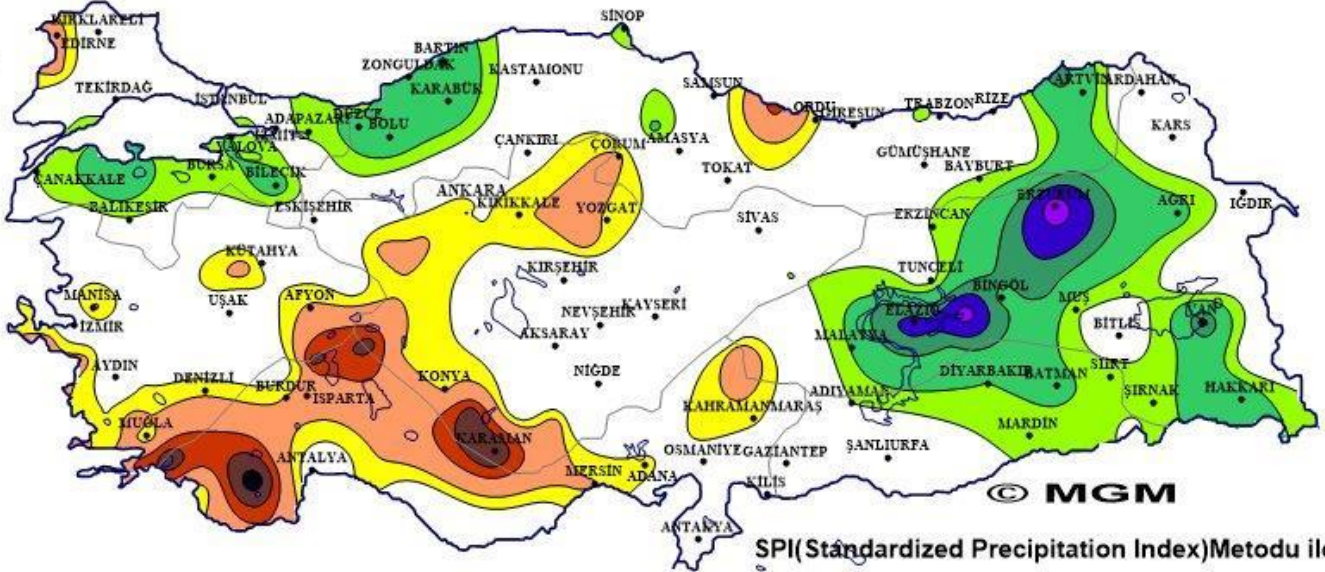 KIRKLARELİ
EDİRNE
TEKİRDAĞ
İSTANBUL
YALOVA
ADAPAZARI
DÜZCE
BOLU
ZONGULDAK
BARTIN
KARABÜK
KASTAMONU
SİNOP
SAMSUN
ORDU
GİRESUN
TRABZON
RİZE
ARTVİN
ARDAHAN
KARS
ÇANKIRI
ÇORUM
AMASYA
TOKAT
GÜMÜŞHANE
BAYBURT
ÇANAKKALE
BURSA
BİLECİK
BALIKESİR
ESKİŞEHİR
ANKARA
KIRIKKALE
YOZGAT
SİVAS
ERZİNCAN
ERZURUM
AĞRI
IĞDIR
KÜTAHYA
MANİSA
UŞAK
AFYON
KIRŞEHİR
NEVŞEHİR
KAYSERİ
TUNCELİ
BİNGÖL
ELAZIĞ
MUŞ
BİTLİS
VAN
İZMİR
AKSARAY
MALATYA
AYDIN
DENİZLİ
BURDUR
ISPARTA
KONYA
NİĞDE
KAHRAMANMARAŞ
ADIYAMAN
DİYARBAKIR
BATMAN
SİİRT
ŞIRNAK
HAKKARİ
MUĞLA
ANTALYA
KARAMAN
MERSİN
ADANA
OSMANİYE
GAZİANTEP
ŞANLIURFA
MARDİN
KİLİS
ANTAKYA
© MGM
SPI(Standardized Precipitation Index)Metodu ile